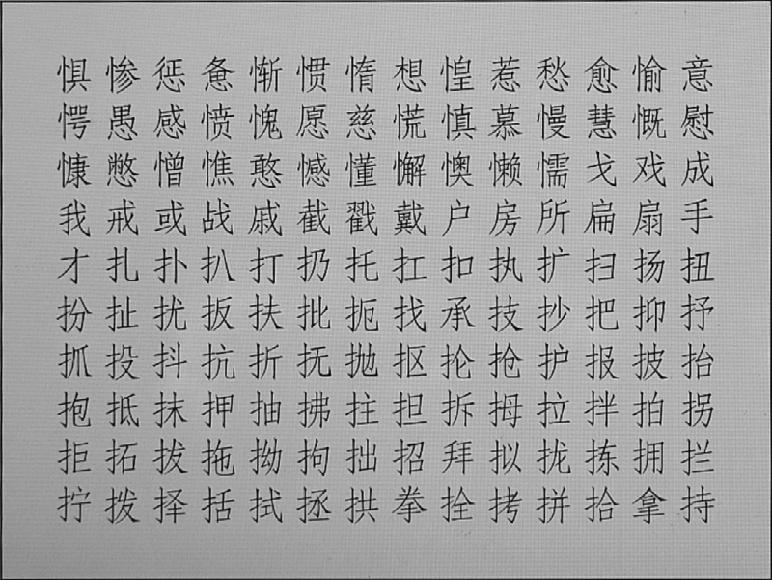 惧惨惩惫惭惯惰想惶惹愁愈愉意
愕愚感愤愧愿慈慌慎慕慢慧慨慰
慷憋憎憔憨憾懂懈懊懒懦戈戏成
我戒或战戚截戳戴户房所扁扇手
才扎扑扒打扔托扛扣执扩扫扬扭
扮扯扰扳扶批扼找承技抄把抑抒
抓投抖抗折抚抛抠抡抢护报披抬
抱抵抹押抽拂拄担拆拇拉拌拍拐
拒拓拔拖拗拘拙招拜拟拢拣拥拦
拧拨择括拭拯拱拳拴拷拼拾拿持